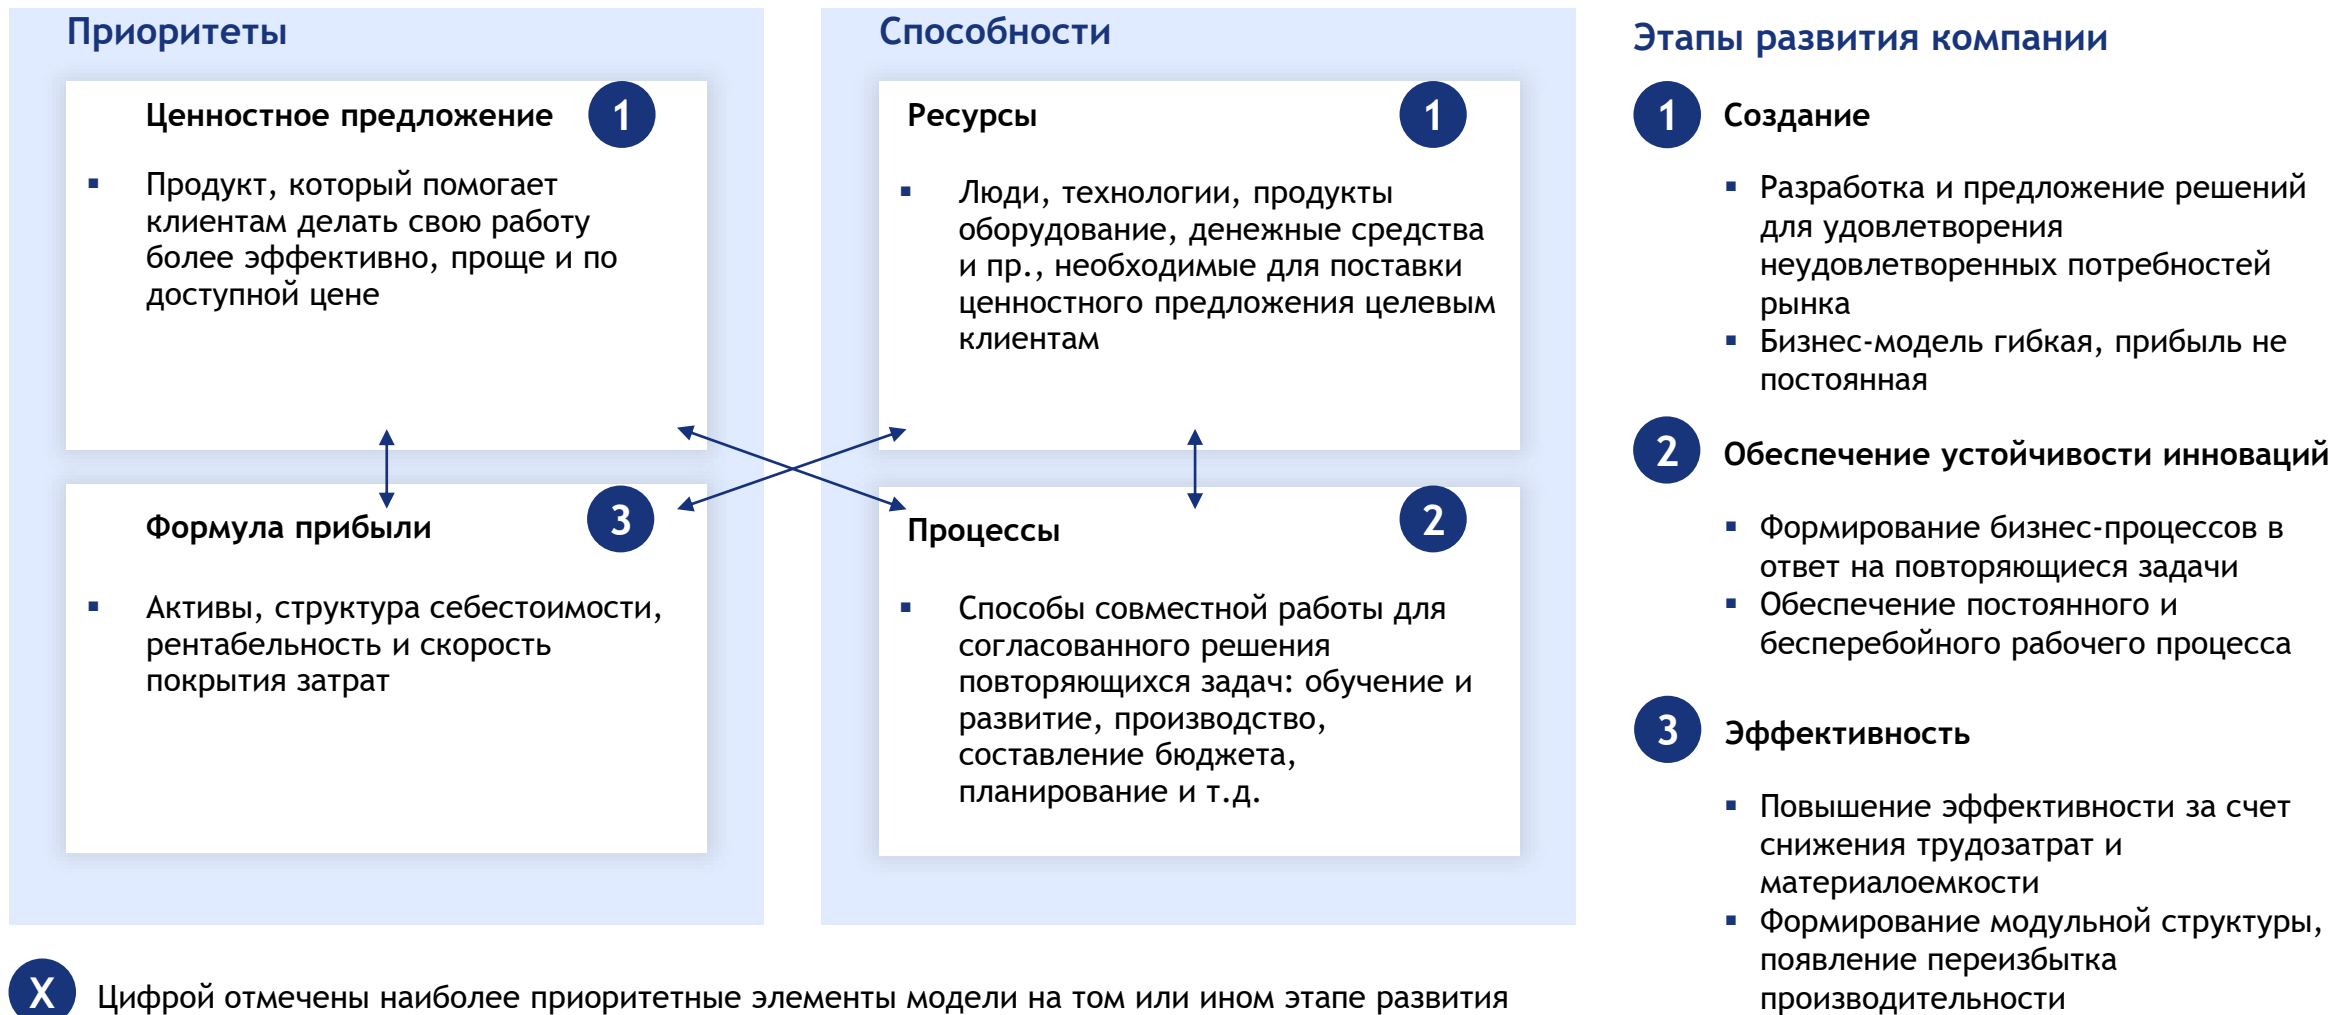 Приоритеты
Ценностное предложение
1
▪ Продукт, который помогает
клиентам делать свою работу
более эффективно, проще и по
доступной цене
Формула прибыли
3
▪ Активы, структура себестоимости,
рентабельность и скорость
покрытия затрат
Способности
Ресурсы
1
▪ Люди, технологии, продукты
оборудование, денежные средства
и пр., необходимые для поставки
ценностного предложения целевым
клиентам
Процессы
2
▪ Способы совместной работы для
согласованного решения
повторяющихся задач: обучение и
развитие, производство,
составление бюджета,
планирование и т.д.
Этапы развития компании
1 Создание
▪ Разработка и предложение решений
для удовлетворения
неудовлетворенных потребностей
рынка
▪ Бизнес-модель гибкая, прибыль не
постоянная
2 Обеспечение устойчивости инноваций
▪ Формирование бизнес-процессов в
ответ на повторяющиеся задачи
▪ Обеспечение постоянного и
бесперебойного рабочего процесса
3 Эффективность
▪ Повышение эффективности за счет
снижения трудозатрат и
материалоемкости
▪ Формирование модульной структуры,
появление переизбытка
производительности
X Цифрой отмечены наиболее приоритетные элементы модели на том или ином этапе развития